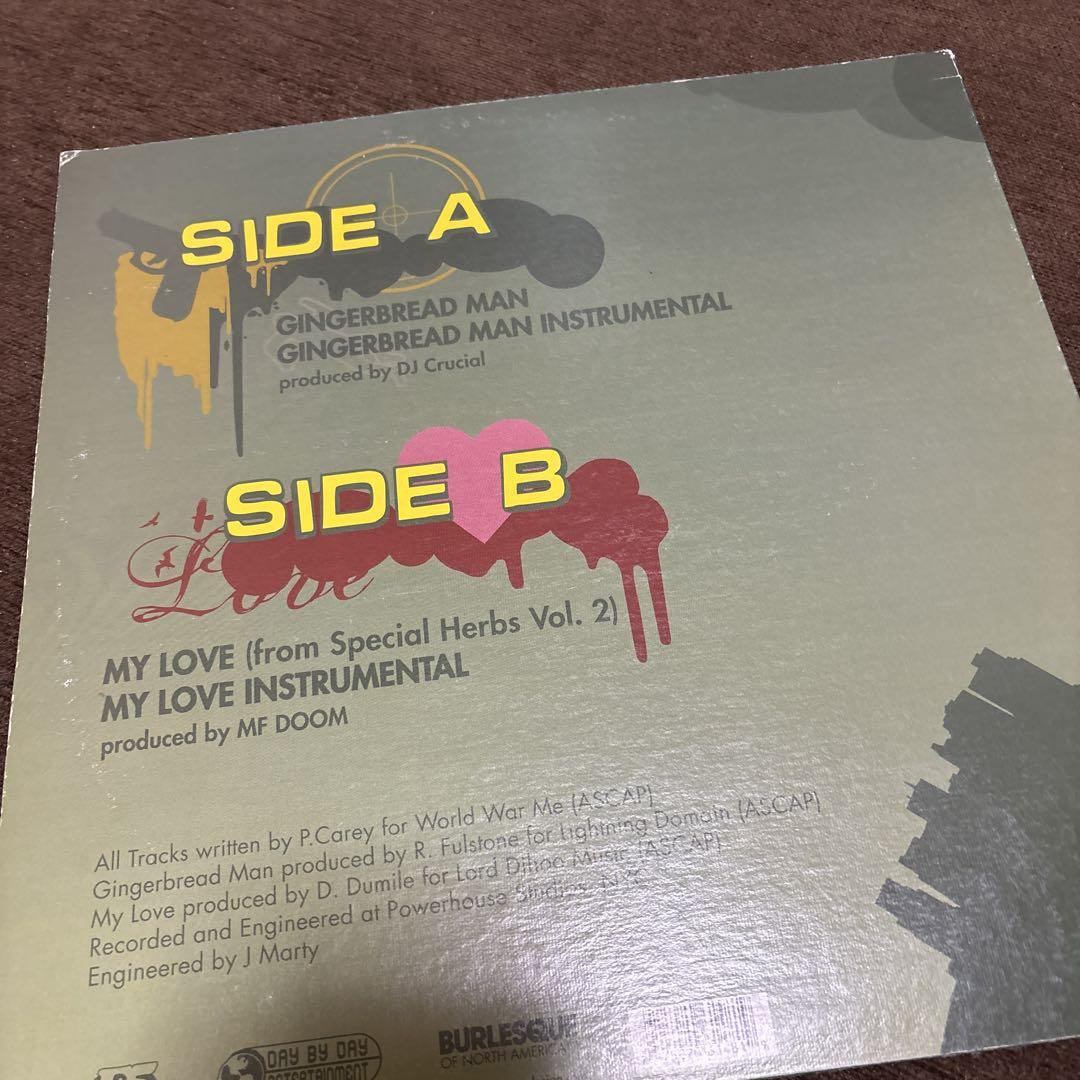 SIDE A
GINGERBREAD MAN
GINGERBREAD MAN INSTRUMENTAL
produced by DJ Crucial
SIDE B
Love
MY LOVE (from Special Herbs Vol. 2)
MY LOVE INSTRUMENTAL
produced by MF DOOM
All Tracks written by P.Carey for World War Me (ASCAP)
Gingerbread Man produced by R. Fulstone for Lightning Domain (ASCAP)
My Love produced by D. Dumile for Lord Dihoo Music (ASCAP)
Recorded and Engineered at Powerhouse Studios, NYC
Engineered by J Marty
DAY BY DAY
ENTERTAINMENT
BURLESQUE
OF NORTH AMERICA